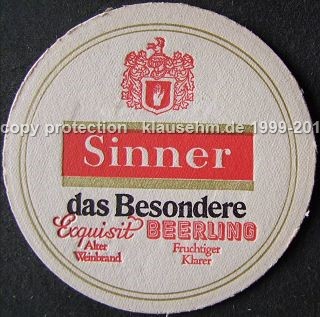 copy protection klausehm.de 1999-201
Sinner
das Besondere
Exquisit BEERLING
Alter Fruchtiger
Weinbrand Klarer